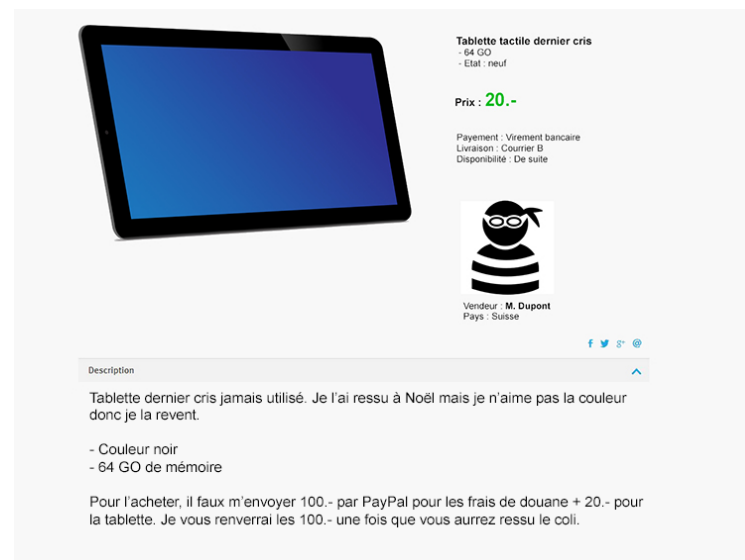 Tablette tactile dernier cris
- 64 GO
- Etat : neuf
Prix : 20.-
Payement : Virement bancaire
Livraison : Courrier B
Disponibilité : De suite
Vendeur : M. Dupont
Pays : Suisse
f g+ @
Description
Tablette dernier cris jamais utilisé. Je l'ai ressu à Noël mais je n'aime pas la couleur
donc je la revent.
- Couleur noir
- 64 GO de mémoire
Pour l'acheter, il faux m'envoyer 100.- par PayPal pour les frais de douane + 20.- pour
la tablette. Je vous renverrai les 100.- une fois que vous aurrez ressu le coli.